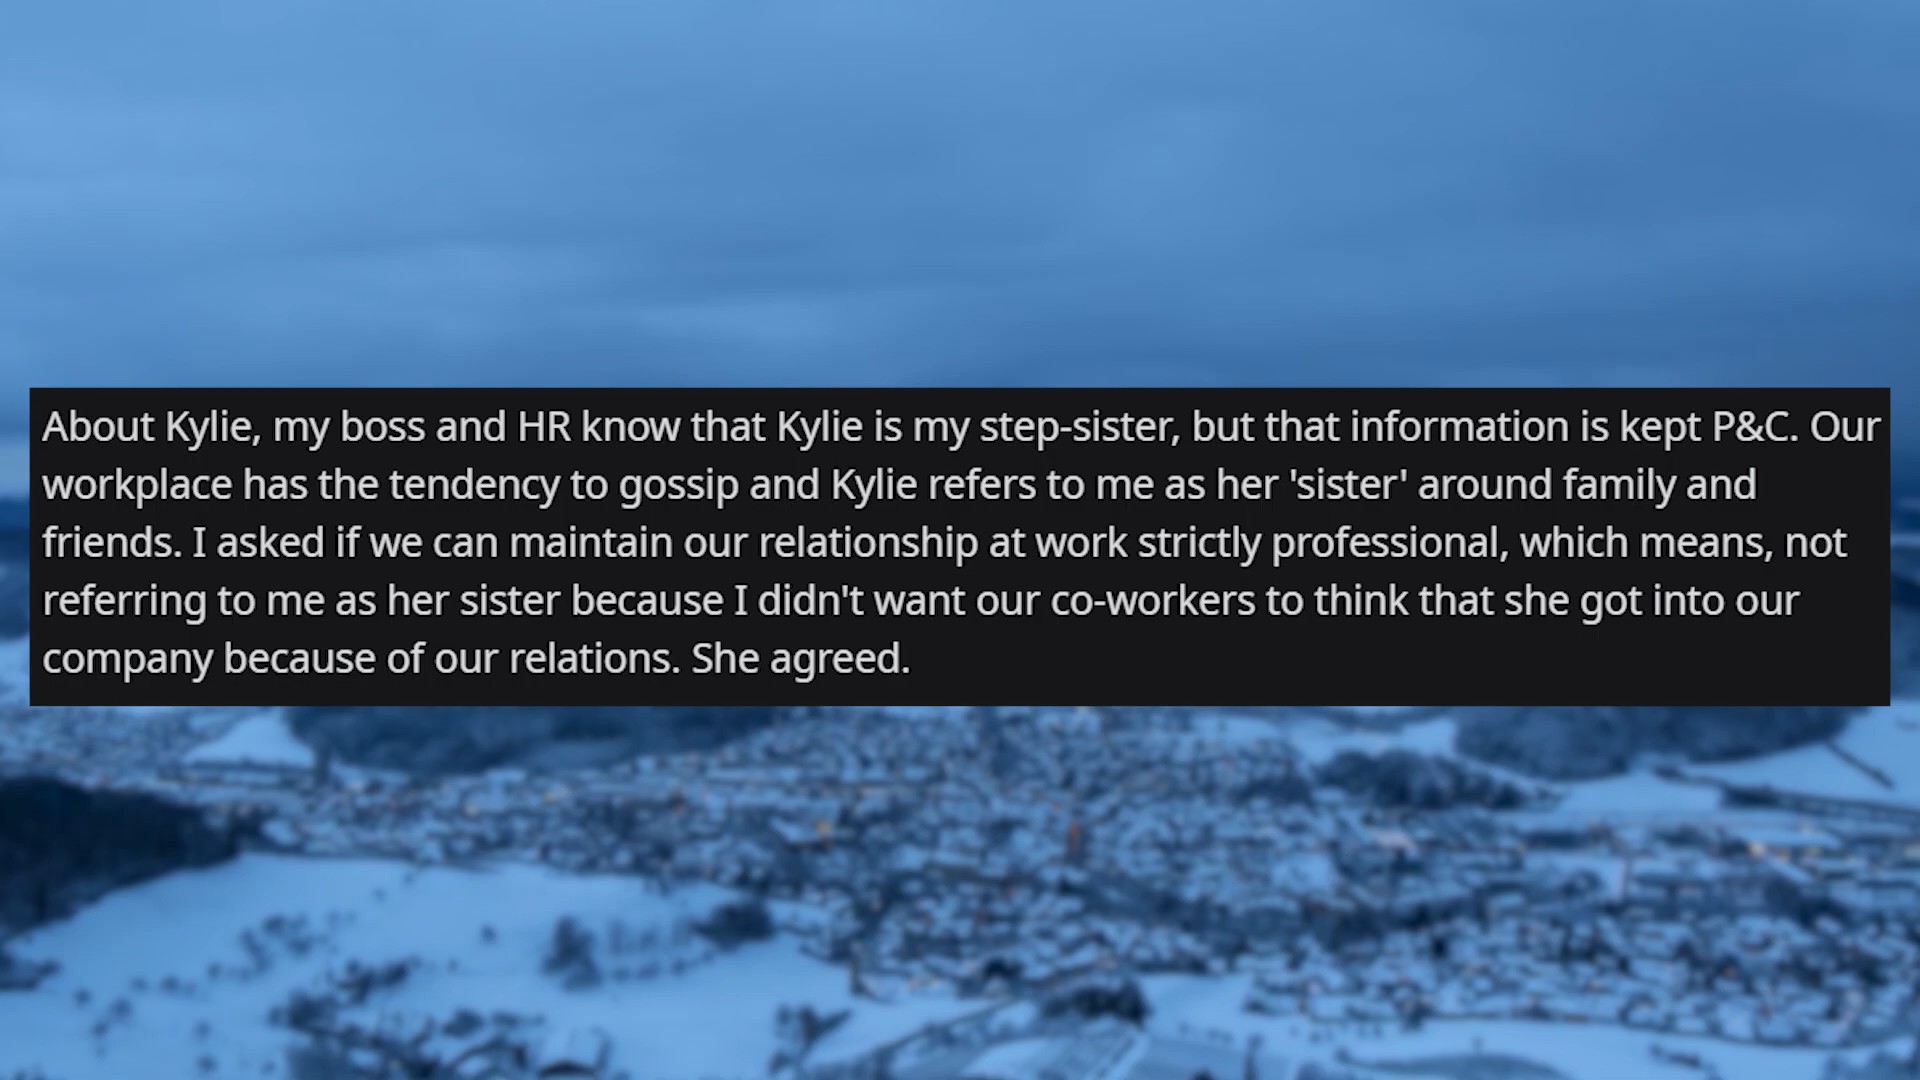 About Kylie, my boss and HR know that Kylie is my step-sister, but that information is kept P&C. Our
workplace has the tendency to gossip and Kylie refers to me as her 'sister' around family and
friends. I asked if we can maintain our relationship at work strictly professional, which means, not
referring to me as her sister because I didn't want our co-workers to think that she got into our
company because of our relations. She agreed.